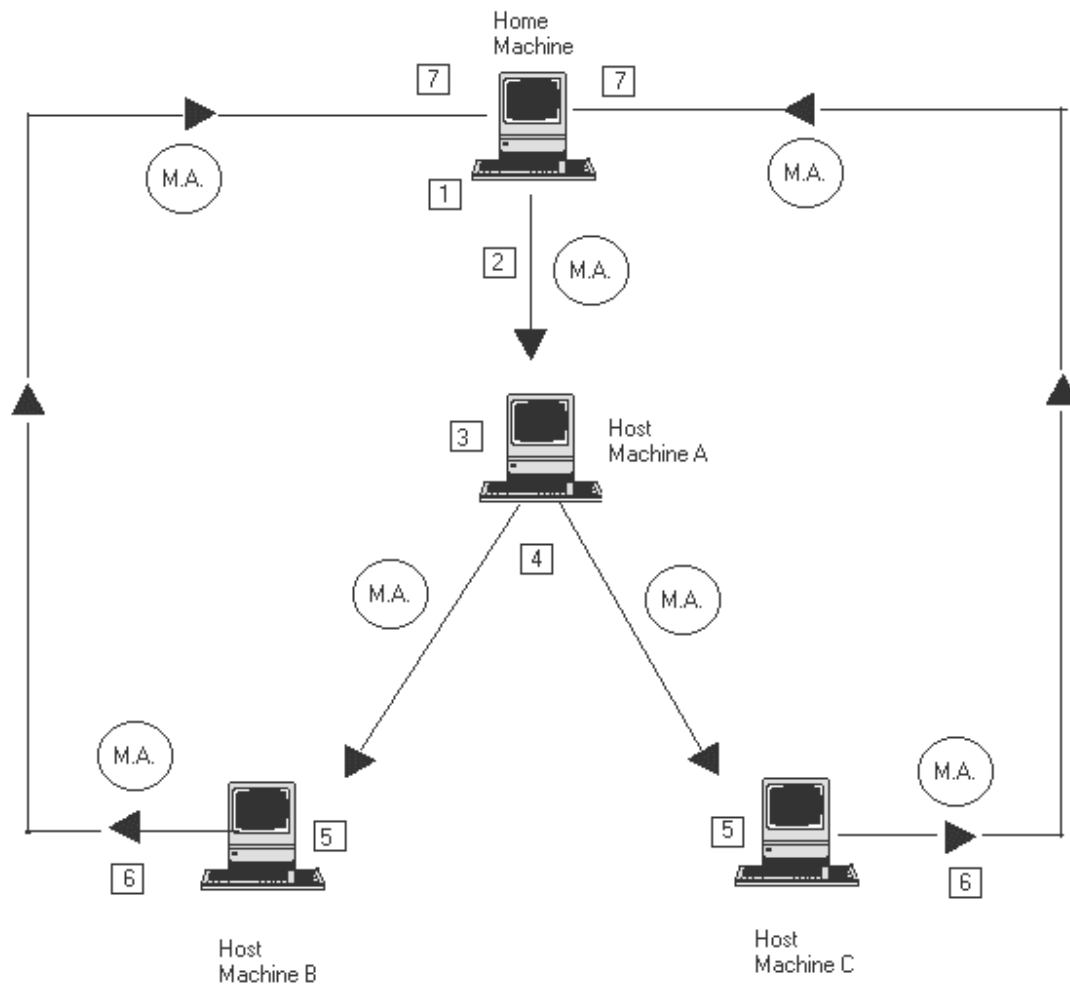 Home
Machine
7
7
M.A.
M.A.
1
2
M.A.
3
Host
Machine A
4
M.A.
M.A.
M.A.
M.A.
5
5
6
6
Host
Machine B
Host
Machine C